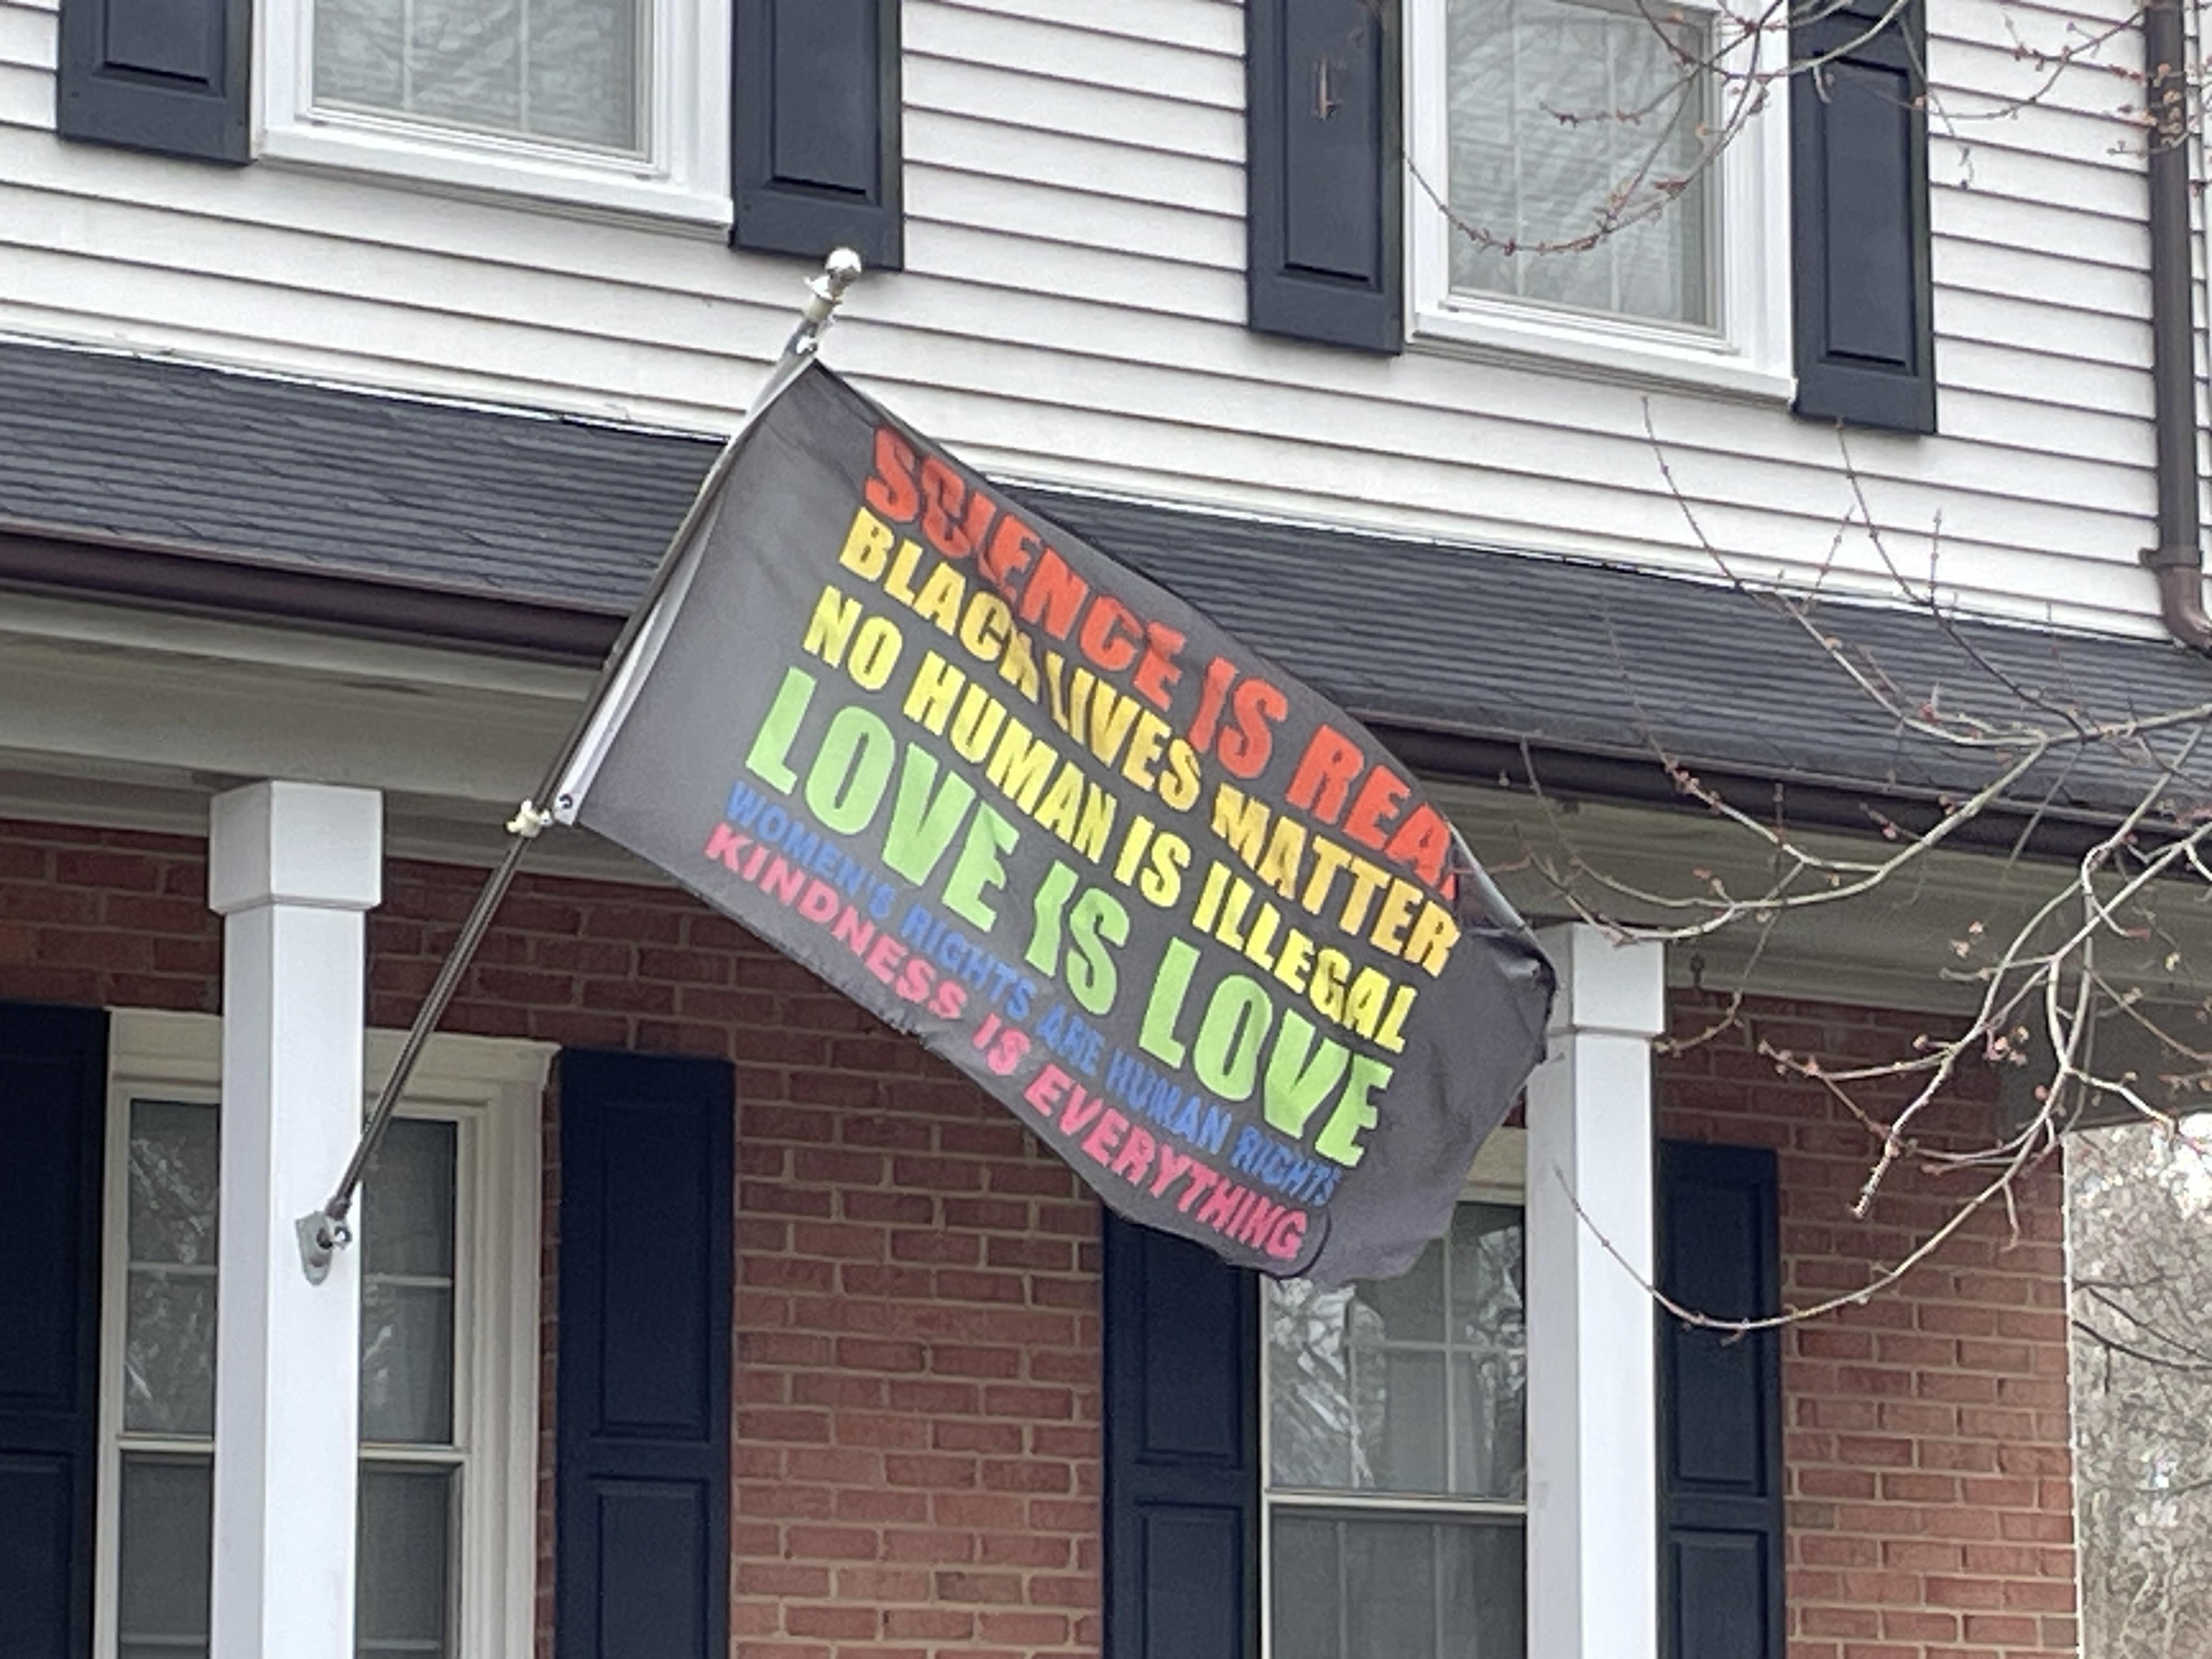 SCIENCE IS REAL
BLACK LIVES MATTER
NO HUMAN IS ILLEGAL
LOVE IS LOVE
WOMEN'S RIGHTS ARE HUMAN RIGHTS
KINDNESS IS EVERYTHING